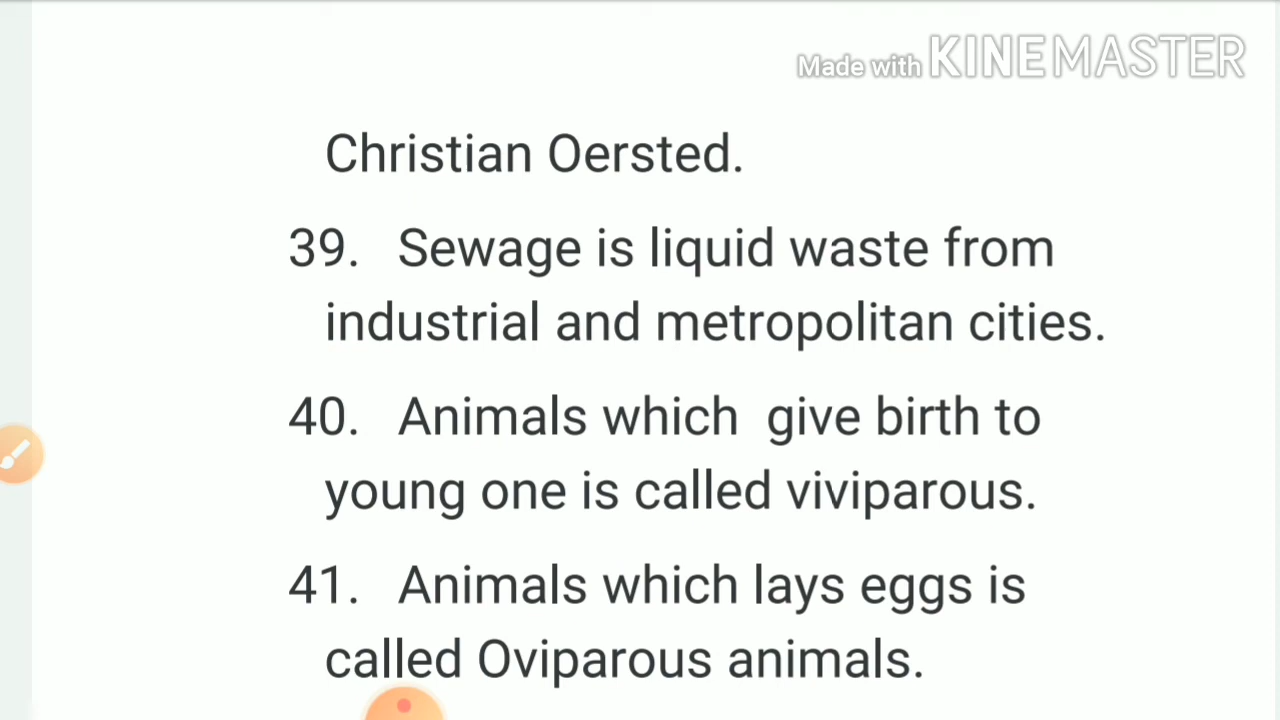 Made with KINEMASTER
Christian Oersted.
39. Sewage is liquid waste from
industrial and metropolitan cities.
40. Animals which give birth to
young one is called viviparous.
41. Animals which lays eggs is
called Oviparous animals.